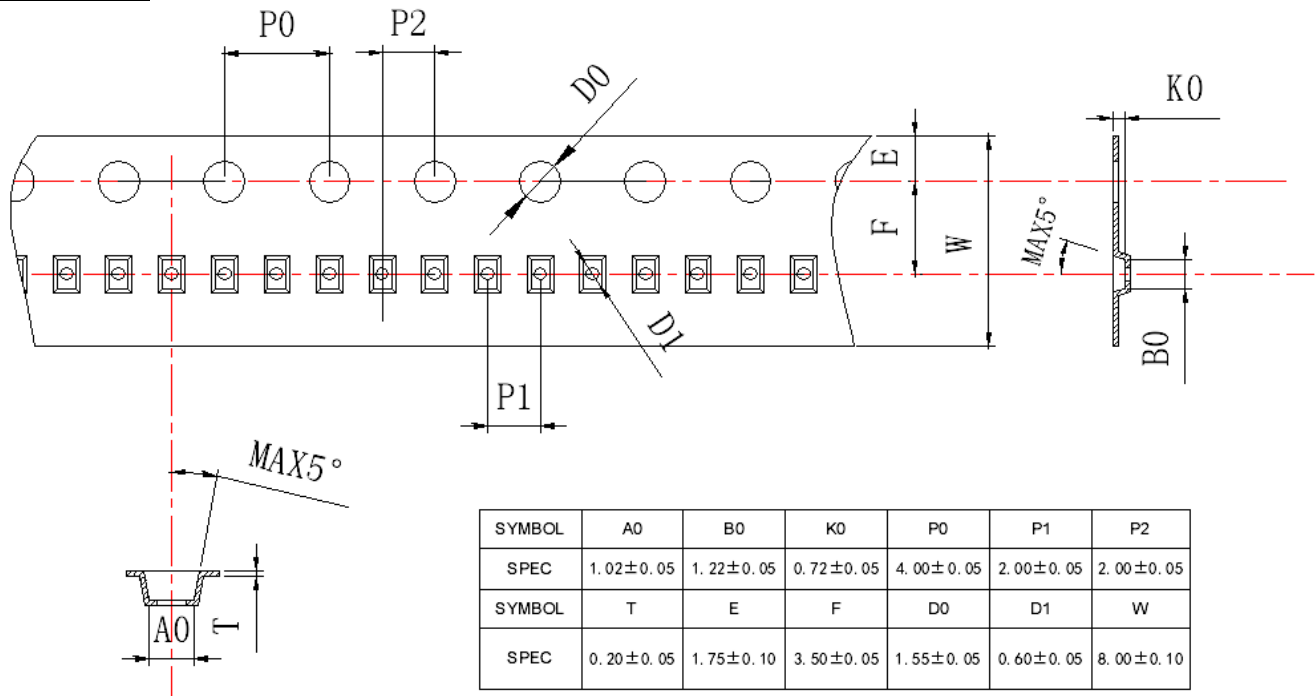 P0
P2
D0
K0
E
F
W
MAX5°
B0
D1
P1
MAX5°
A0
T
SYMBOL A0 B0 K0 P0 P1 P2
SPEC 1.02±0.05 1.22±0.05 0.72±0.05 4.00±0.05 2.00±0.05 2.00±0.05
SYMBOL T E F D0 D1 W
SPEC 0.20±0.05 1.75±0.10 3.50±0.05 1.55±0.05 0.60±0.05 8.00±0.10